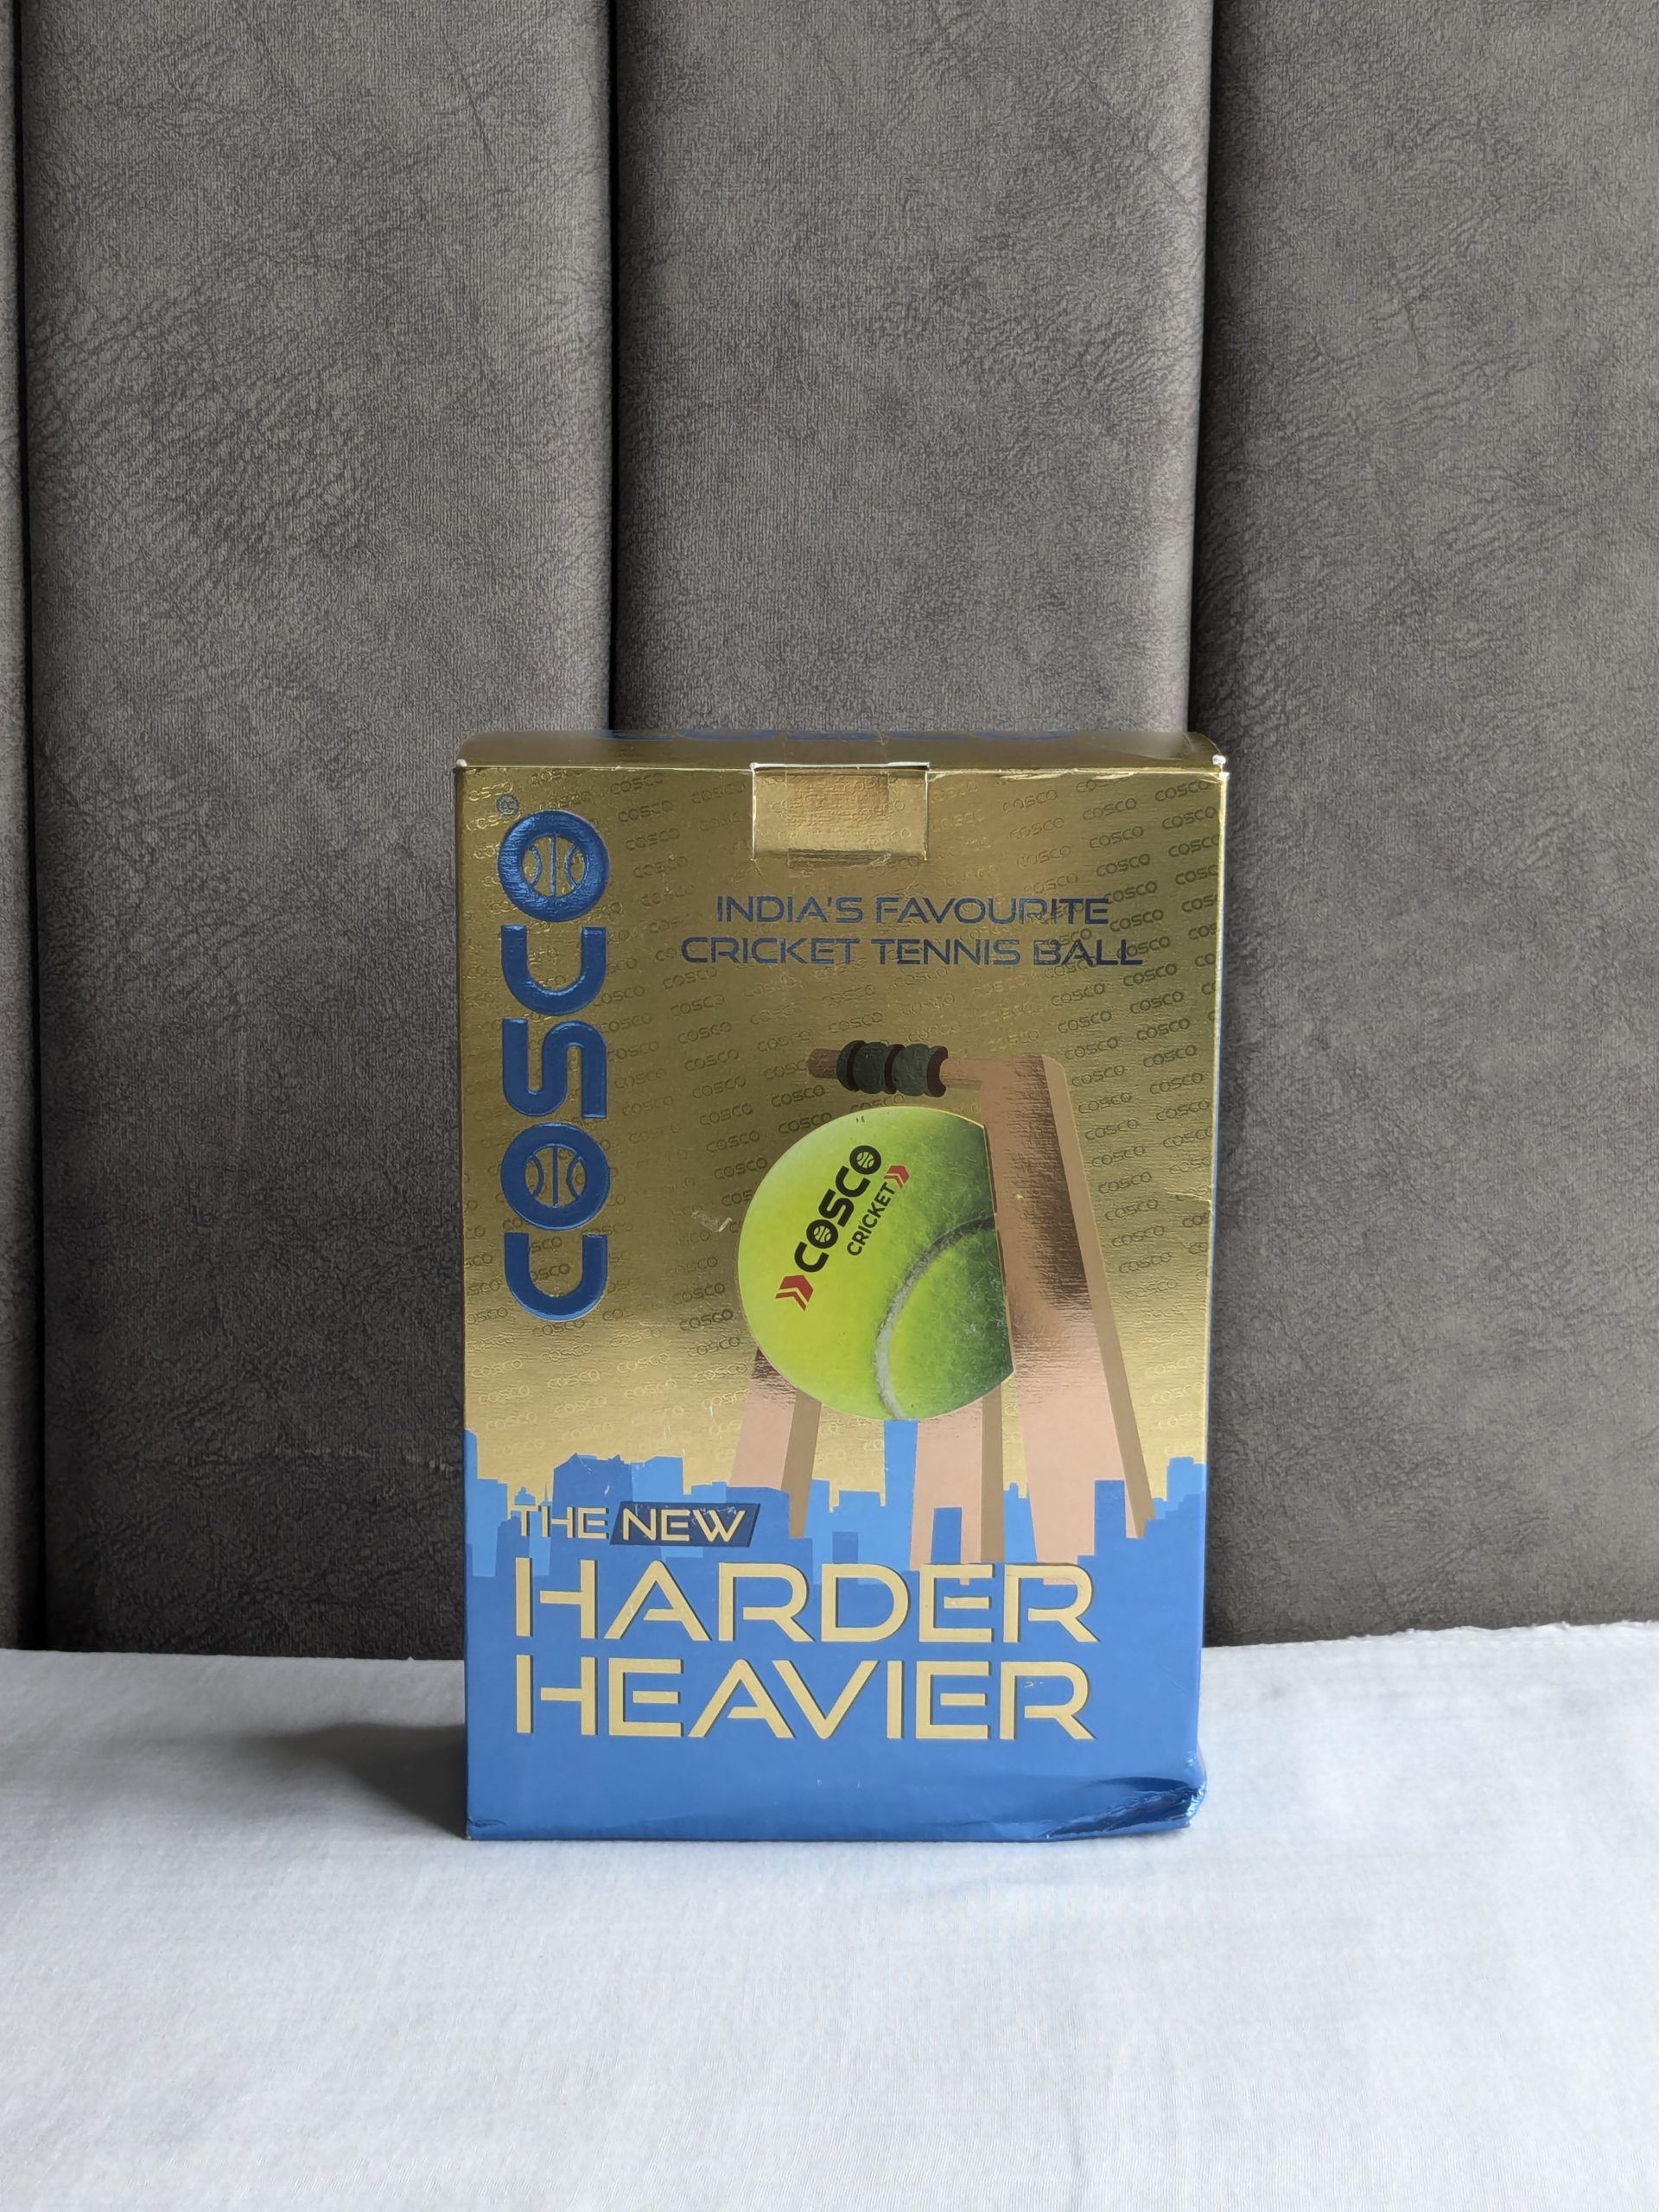 COSCO
INDIA'S FAVOURITE
CRICKET TENNIS BALL
COSCO
CRICKET
THE NEW
HARDER
HEAVIER